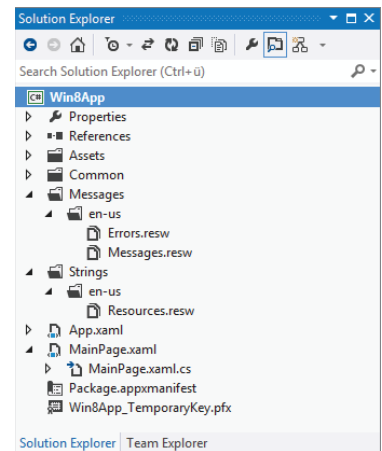 Solution Explorer
Search Solution Explorer (Ctrl+ü)
C# Win8App
Properties
References
Assets
Common
Messages
en-us
Errors.resw
Messages.resw
Strings
en-us
Resources.resw
App.xaml
MainPage.xaml
MainPage.xaml.cs
Package.appxmanifest
Win8App_TemporaryKey.pfx
Solution Explorer Team Explorer